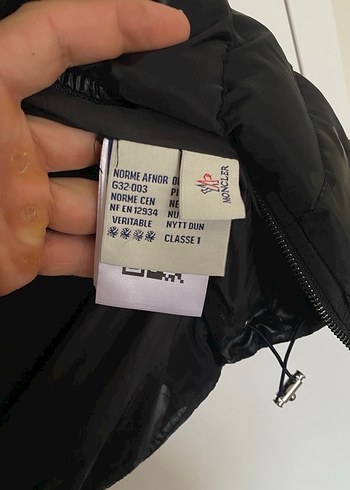 NORME AFNOR
G32-003
NORME CEN
NF EN 12934
VERITABLE NYTT DUN
CLASSE 1
MONCLER